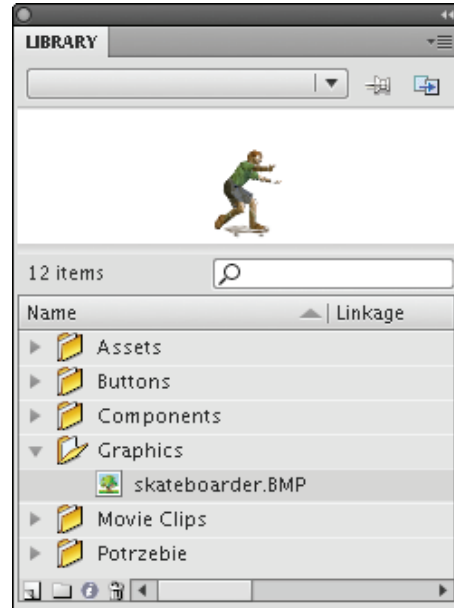 LIBRARY
12 items
Name Linkage
Assets
Buttons
Components
Graphics
skateboarder.BMP
Movie Clips
Potrzebie